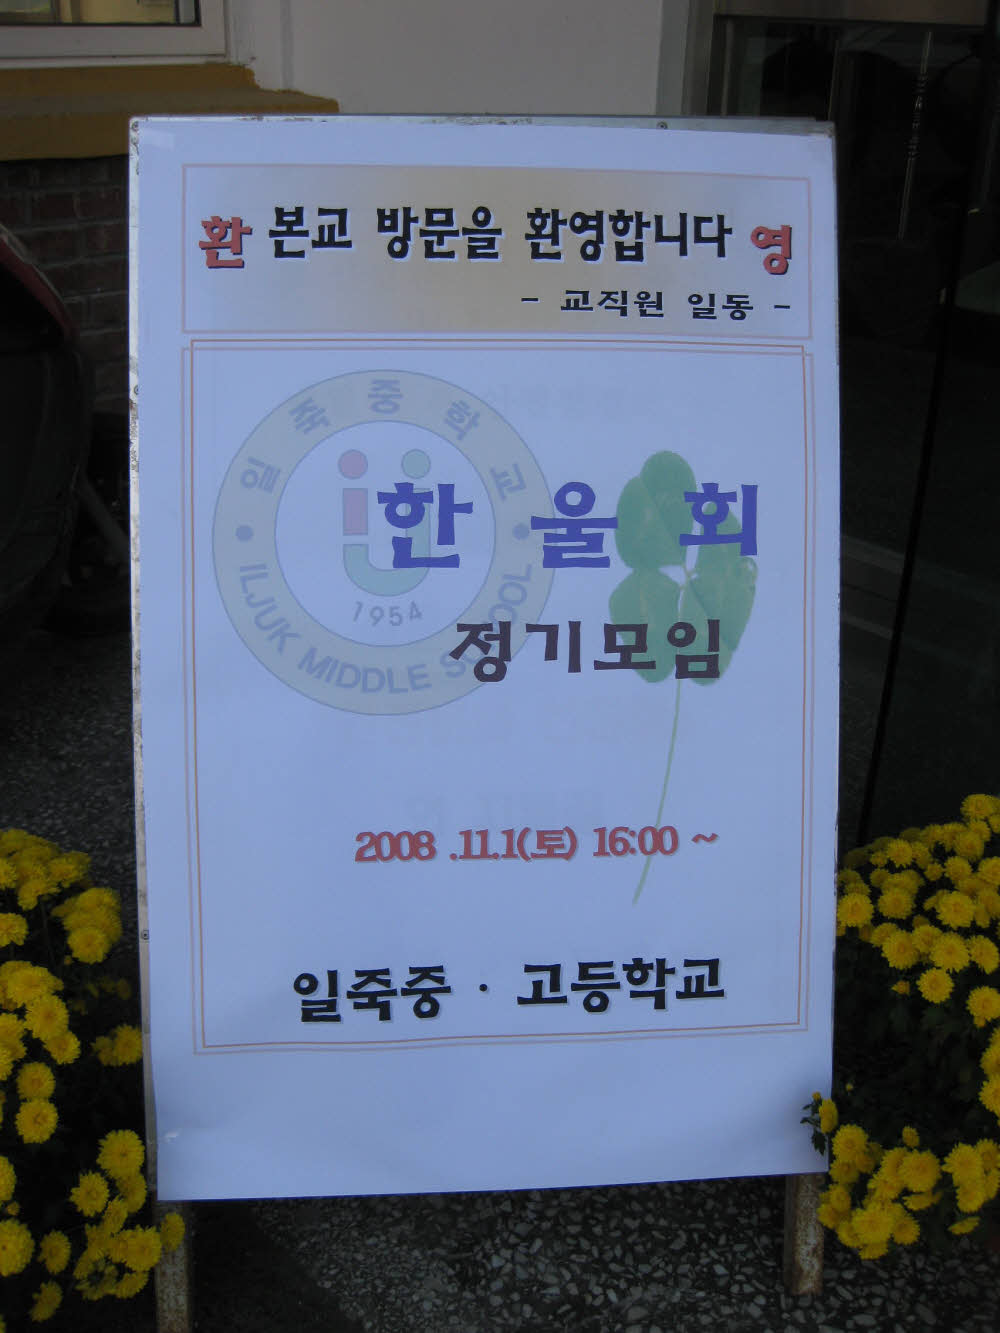 환 본교 방문을 환영합니다 영
- 교직원 일동 -
일죽중학교
1954
ILJUK MIDDLE SCHOOL
한울회
정기모임
2008 .11.1(토) 16:00 ~
일죽중 · 고등학교